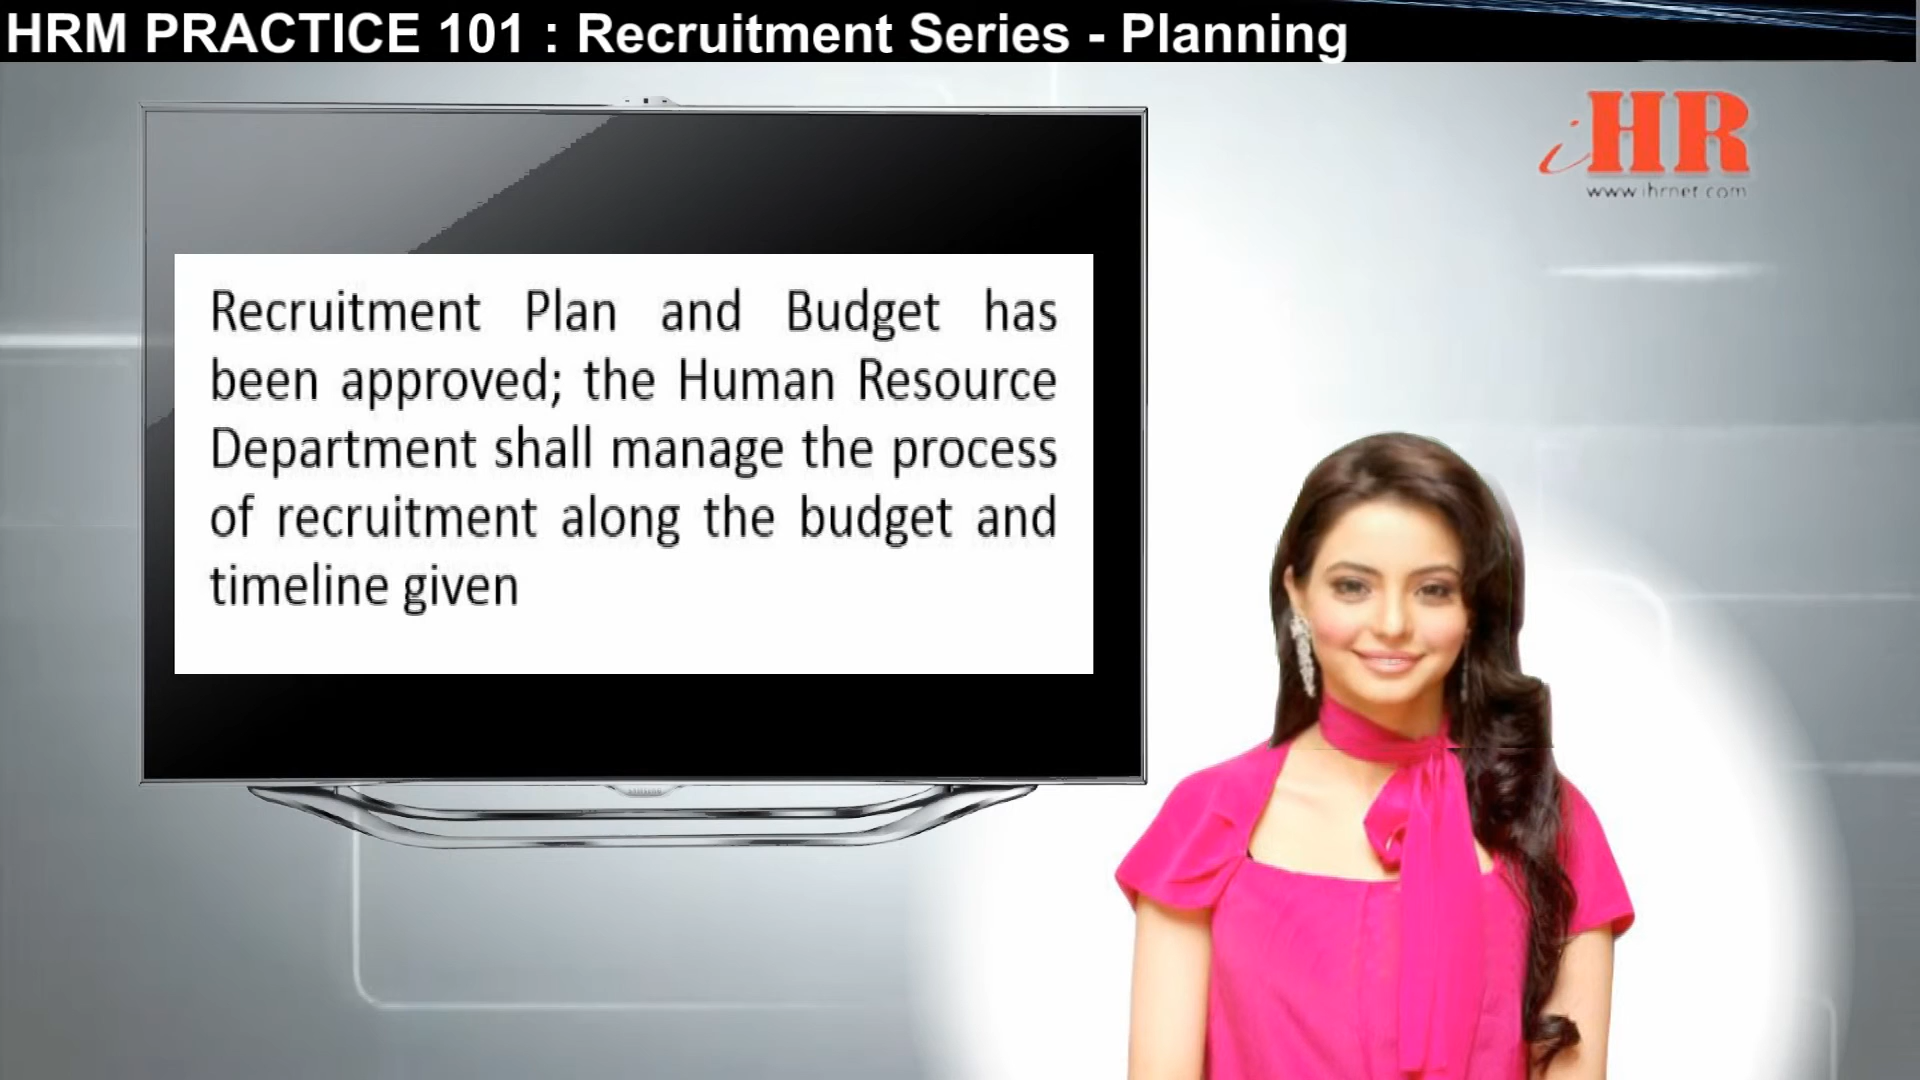 HRM PRACTICE 101 : Recruitment Series - Planning
iHR
www.ihrnet.com
Recruitment Plan and Budget has
been approved; the Human Resource
Department shall manage the process
of recruitment along the budget and
timeline given